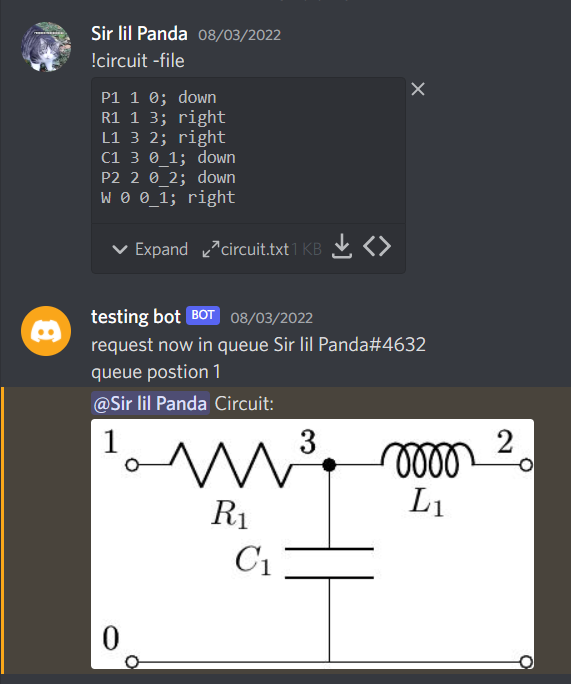 Sir lil Panda 08/03/2022
!circuit -file
P1 1 0; down
R1 1 3; right
L1 3 2; right
C1 3 0_1; down
P2 2 0_2; down
W 0 0_1; right
Expand circuit.txt 1 KB
testing bot BOT 08/03/2022
request now in queue Sir lil Panda#4632
queue postion 1
@Sir lil Panda Circuit:
1 3 2
R1 L1
C1
0